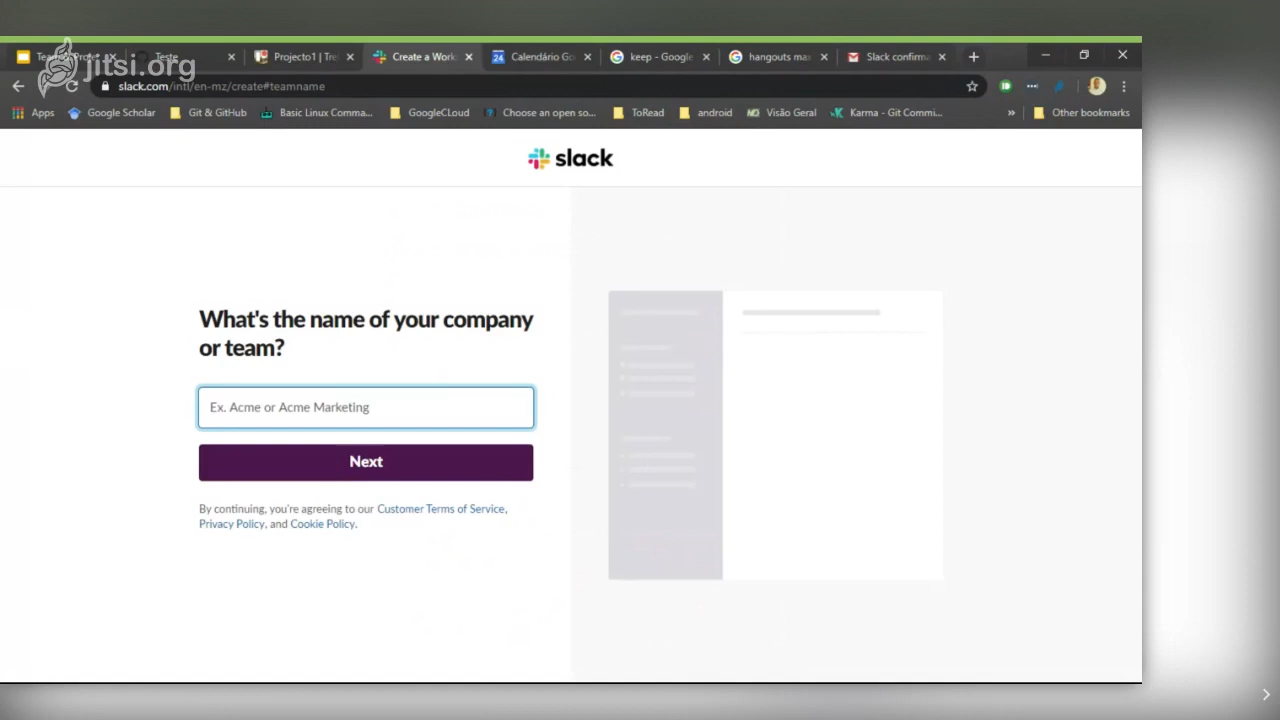 jitsi.org
Teste
Projecto1 | Tre
Create a Work
Calendário Go
keep - Google
hangouts max
Slack confirma
slack.com/intl/en-mz/create#teamname
Apps
Google Scholar
Git & GitHub
Basic Linux Comma...
GoogleCloud
Choose an open so...
ToRead
android
Visão Geral
Karma - Git Commi...
»
Other bookmarks
slack
What's the name of your company
or team?
Ex. Acme or Acme Marketing
Next
By continuing, you're agreeing to our Customer Terms of Service,
Privacy Policy, and Cookie Policy.